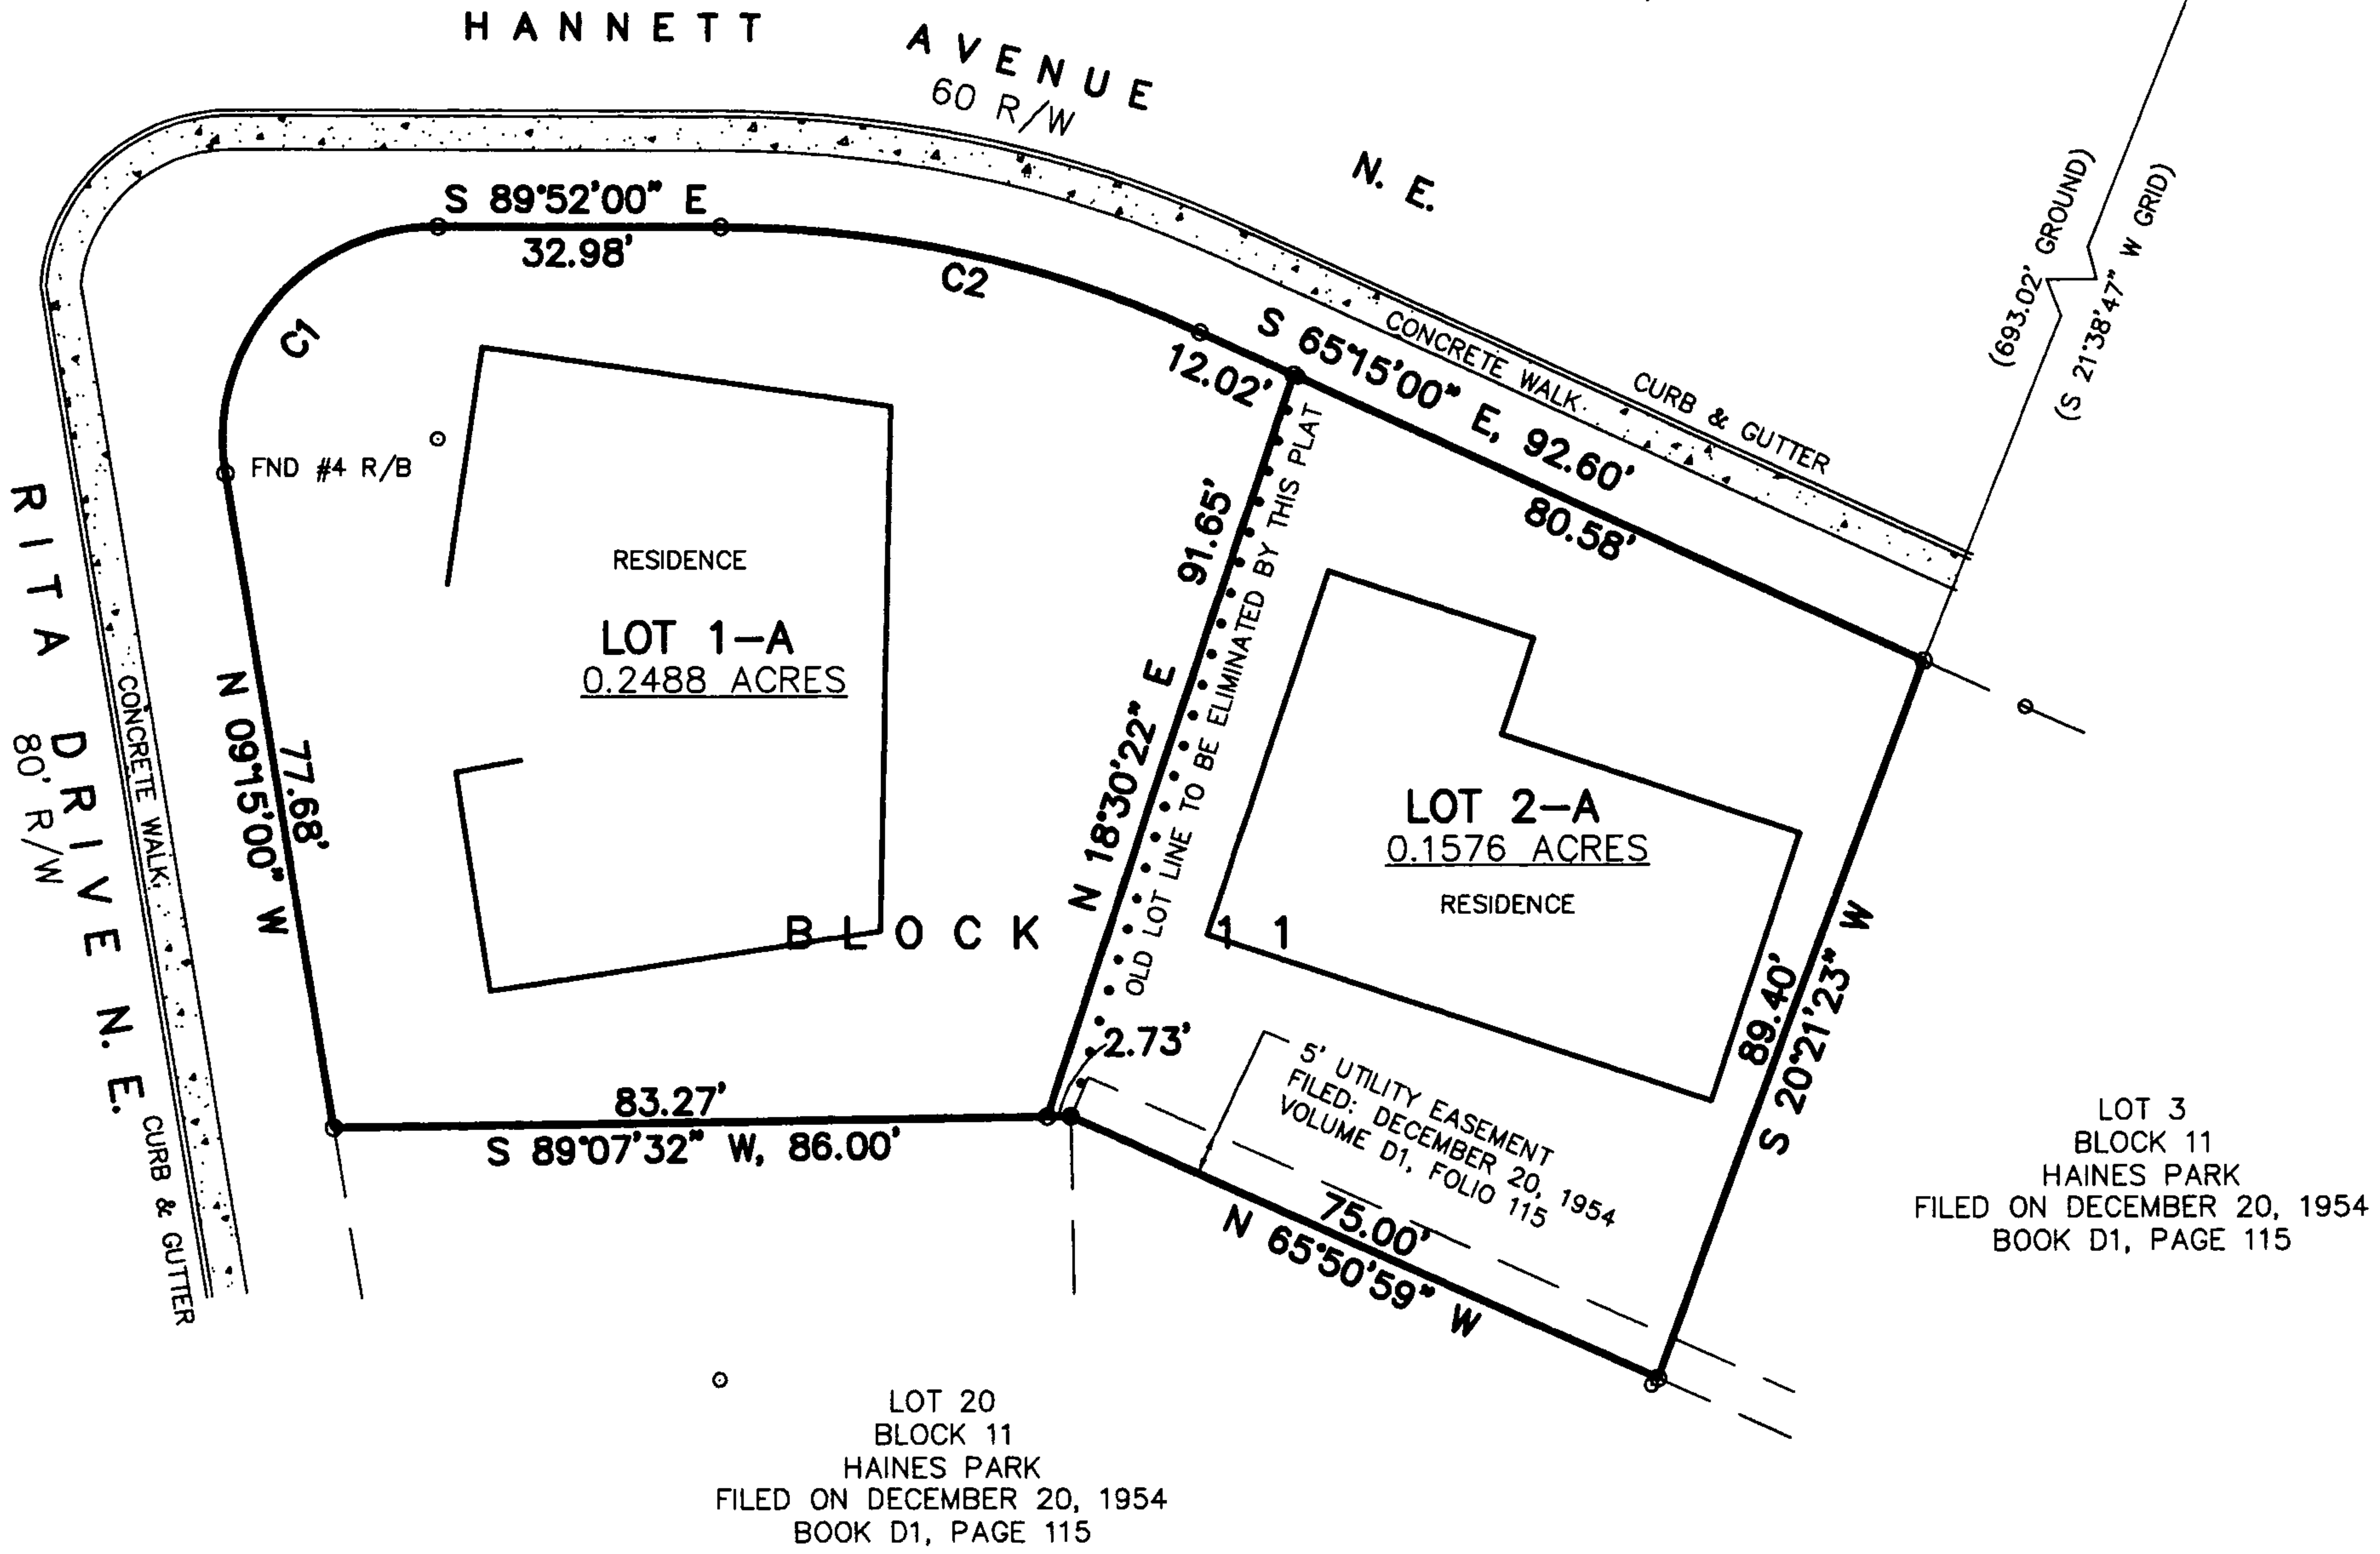 HANNETT AVENUE N. E.
60 R/W
S 89°52'00" E
32.98'
C2
C1
S 65°15'00" E, 92.60'
12.02'
80.58'
CONCRETE WALK
CURB & GUTTER
(693.02' GROUND)
(S 21°38'47" W GRID)
FND #4 R/B
RESIDENCE
LOT 1-A
0.2488 ACRES
91.65'
N 18°30'22" E
OLD LOT LINE TO BE ELIMINATED BY THIS PLAT
LOT 2-A
0.1576 ACRES
RESIDENCE
BLOCK 11
RITA DRIVE N.E.
80' R/W
CONCRETE WALK
CURB & GUTTER
N 09°15'00" W
77.68'
83.27'
S 89°07'32" W, 86.00'
2.73'
5' UTILITY EASEMENT
FILED: DECEMBER 20, 1954
VOLUME D1, FOLIO 115
75.00'
N 65°50'59" W
89.40'
S 20°21'23" W
LOT 3
BLOCK 11
HAINES PARK
FILED ON DECEMBER 20, 1954
BOOK D1, PAGE 115
LOT 20
BLOCK 11
HAINES PARK
FILED ON DECEMBER 20, 1954
BOOK D1, PAGE 115